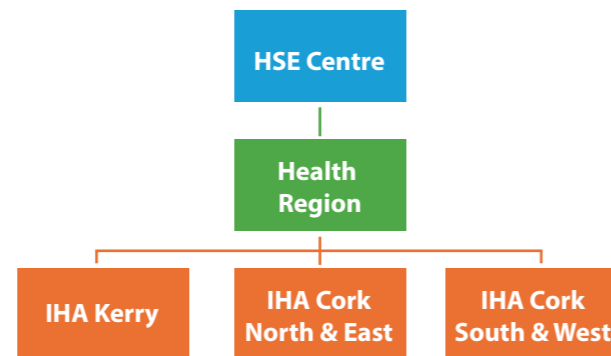 HSE Centre
Health
Region
IHA Kerry
IHA Cork
North & East
IHA Cork
South & West